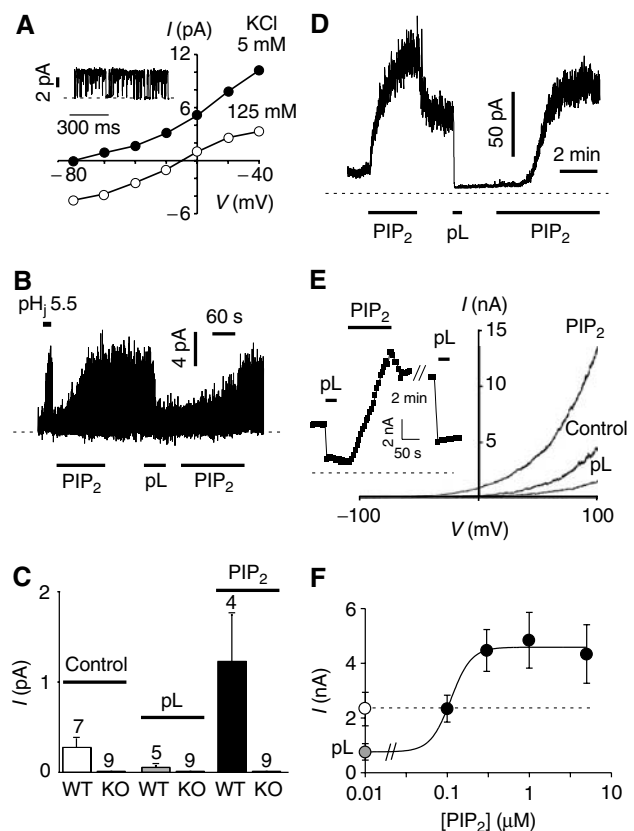 A
I (pA)
KCl
5 mM
12
6
125 mM
2 pA
300 ms
−80
−40
V (mV)
−6
B
pHj 5.5
60 s
4 pA
PIP2
pL
PIP2
C
PIP2
2
4
I (pA)
Control
1
pL
7
9
5
9
9
0
WT
KO
WT
KO
WT
KO
D
50 pA
2 min
PIP2
pL
PIP2
E
I (nA)
PIP2
15
PIP2
pL
10
pL
2 min
Control
2 nA
50 s
5
pL
−100
V (mV)
100
F
6
4
I (nA)
2
pL
0
0.01
0.1
1
10
[PIP2] (μM)